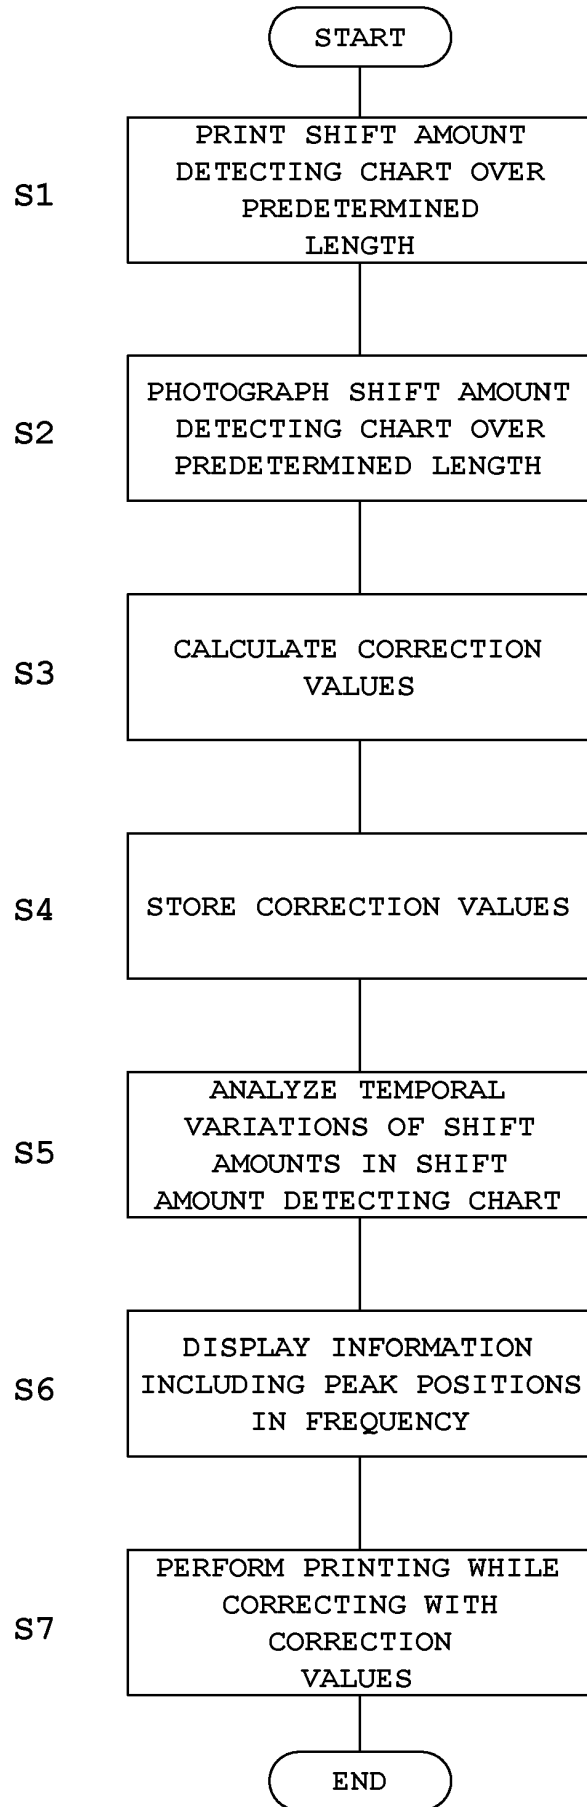 START
S1
PRINT SHIFT AMOUNT
DETECTING CHART OVER
PREDETERMINED
LENGTH
S2
PHOTOGRAPH SHIFT AMOUNT
DETECTING CHART OVER
PREDETERMINED LENGTH
S3
CALCULATE CORRECTION
VALUES
S4
STORE CORRECTION VALUES
S5
ANALYZE TEMPORAL
VARIATIONS OF SHIFT
AMOUNTS IN SHIFT
AMOUNT DETECTING CHART
S6
DISPLAY INFORMATION
INCLUDING PEAK POSITIONS
IN FREQUENCY
S7
PERFORM PRINTING WHILE
CORRECTING WITH
CORRECTION
VALUES
END